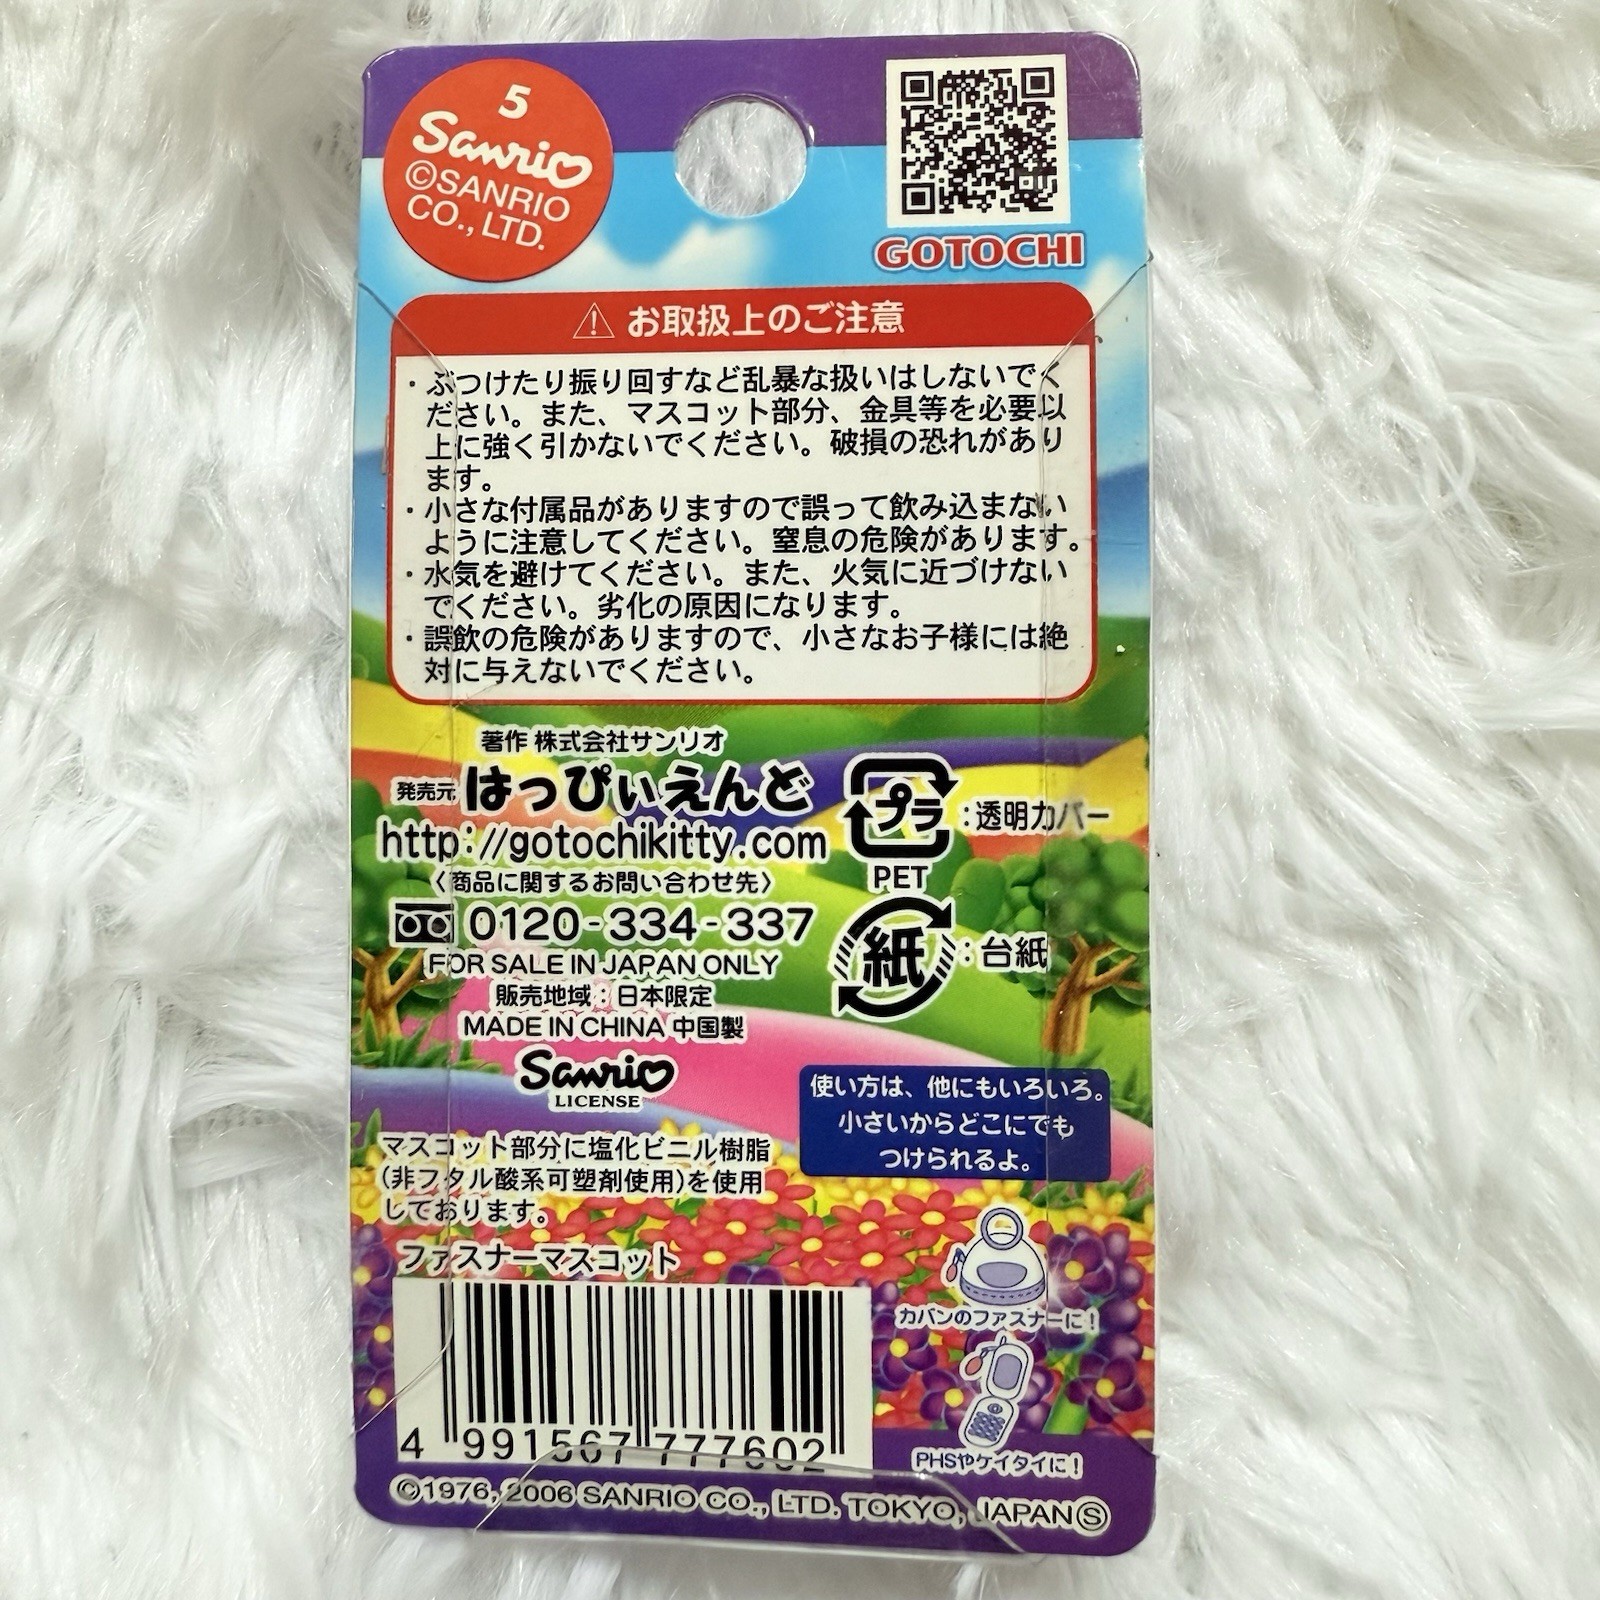 5
Sanrio
©SANRIO
CO., LTD.
GOTOCHI
お取扱上のご注意
・ぶつけたり振り回すなど乱暴な扱いはしないでく
ださい。また、マスコット部分、金具等を必要以
上に強く引かないでください。破損の恐れがあり
ます。
・小さな付属品がありますので誤って飲み込まない
ように注意してください。窒息の危険があります。
・水気を避けてください。また、火気に近づけない
でください。劣化の原因になります。
・誤飲の危険がありますので、小さなお子様には絶
対に与えないでください。
著作 株式会社サンリオ
発売元 はっぴぃえんど
http://gotochikitty.com
〈商品に関するお問い合わせ先〉
0120-334-337
FOR SALE IN JAPAN ONLY
販売地域：日本限定
MADE IN CHINA 中国製
Sanrio
LICENSE
プラ :透明カバー
PET
紙 :台紙
使い方は、他にもいろいろ。
小さいからどこにでも
つけられるよ。
マスコット部分に塩化ビニル樹脂
(非フタル酸系可塑剤使用)を使用
しております。
ファスナーマスコット
4 991567 777602
カバンのファスナーに！
PHSやケイタイに！
©1976, 2006 SANRIO CO., LTD. TOKYO, JAPAN Ⓢ